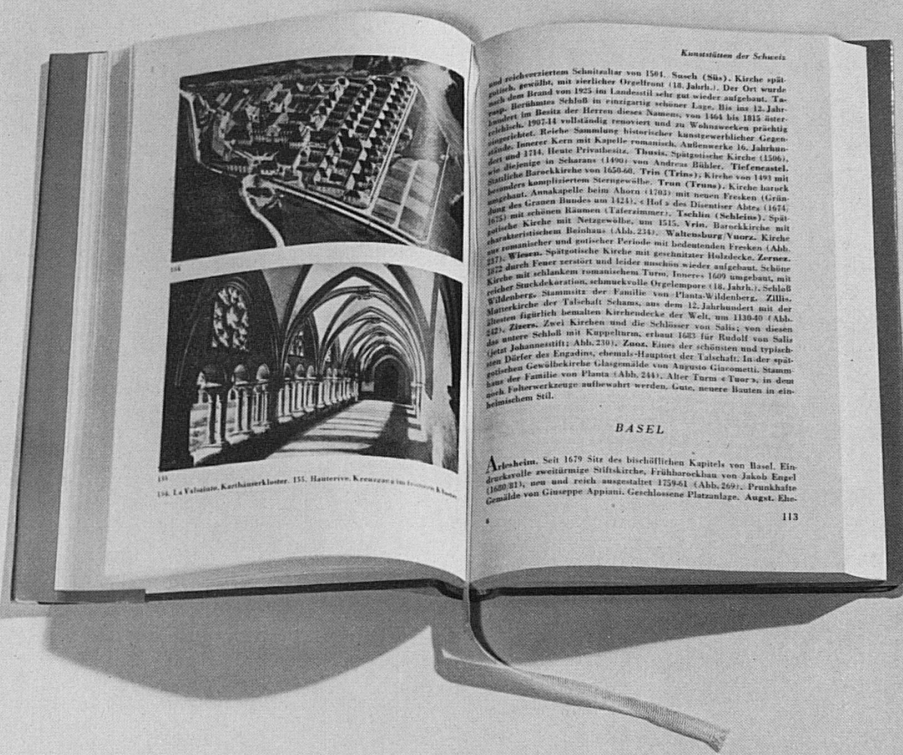 134
135
134. La Valsainte. Karthäuserkloster. 135. Hauterive. Kreuzgang im
Kunststätten der Schweiz
und reichverziertem Schnitzaltar von 1504. Susch (Süs). Kirche spät-
gotisch, gewölbt, mit zierlicher Orgelfront (18. Jahrh.). Der Ort wurde
nach dem Brand von 1925 im Landesstil sehr gut wieder aufgebaut. Ta-
rasp. Berühmtes Schloß in einzigartig schöner Lage. Bis ins 12. Jahr-
hundert im Besitz der Herren dieses Namens, von 1464 bis 1815 öster-
reichisch. 1907-14 vollständig renoviert und zu Wohnzwecken prächtig
eingerichtet. Reiche Sammlung historischer kunstgewerblicher Gegen-
stände. Innerer Kern mit Kapelle romanisch. Außenwerke 16. Jahrhun-
dert und 1714. Heute Privatbesitz. Thusis. Spätgotische Kirche (1506),
wie diejenige in Scharans (1490) von Andreas Bühler. Tiefencastel.
Stattliche Barockkirche von 1650-60. Trin (Trins). Kirche von 1493 mit
besonders kompliziertem Sterngewölbe. Trun (Truns). Kirche barock
umgebaut. Annakapelle beim Ahorn (1703) mit neuen Fresken (Grün-
dung des Grauen Bundes um 1424). «Hof» des Disentiser Abtes (1674/
1675) mit schönen Räumen (Täferzimmer). Tschlin (Schleins). Spät-
gotische Kirche mit Netzgewölbe, um 1515. Vrin. Barockkirche mit
charakteristischem Beinhaus (Abb. 234). Waltensburg/Vuorz. Kirche
aus romanischer und gotischer Periode mit bedeutenden Fresken (Abb.
237). Wiesen. Spätgotische Kirche mit geschnitzter Holzdecke. Zernez.
1872 durch Feuer zerstört und leider unschön wieder aufgebaut. Schöne
Kirche mit schlankem romanischem Turm, Inneres 1609 umgebaut, mit
reicher Stuckdekoration, schmuckvolle Orgelempore (18. Jahrh.). Schloß
Wildenberg. Stammsitz der Familie von Planta-Wildenberg. Zillis.
Mutterkirche der Talschaft Schams, aus dem 12. Jahrhundert mit der
ältesten figürlich bemalten Kirchendecke der Welt, um 1130-40 (Abb.
242). Zizers. Zwei Kirchen und die Schlösser von Salis; von diesen
das untere Schloß mit Kuppelturm, erbaut 1683 für Rudolf von Salis
(jetzt Johannesstift; Abb. 230). Zuoz. Eines der schönsten und typisch-
sten Dörfer des Engadins, ehemals Hauptort der Talschaft. In der spät-
gotischen Gewölbekirche Glasgemälde von Augusto Giacometti. Stamm-
haus der Familie von Planta (Abb. 244). Alter Turm «Tuor», in dem
noch Folterwerkzeuge aufbewahrt werden. Gute, neuere Bauten in ein-
heimischem Stil.
BASEL
Arlesheim. Seit 1679 Sitz des bischöflichen Kapitels von Basel. Ein-
drucksvolle zweitürmige Stiftskirche, Frühbarockbau von Jakob Engel
(1680/81), neu und reich ausgestaltet 1759-61 (Abb. 269). Prunkhafte
Gemälde von Giuseppe Appiani. Geschlossene Platzanlage. Augst. Ehe-
113